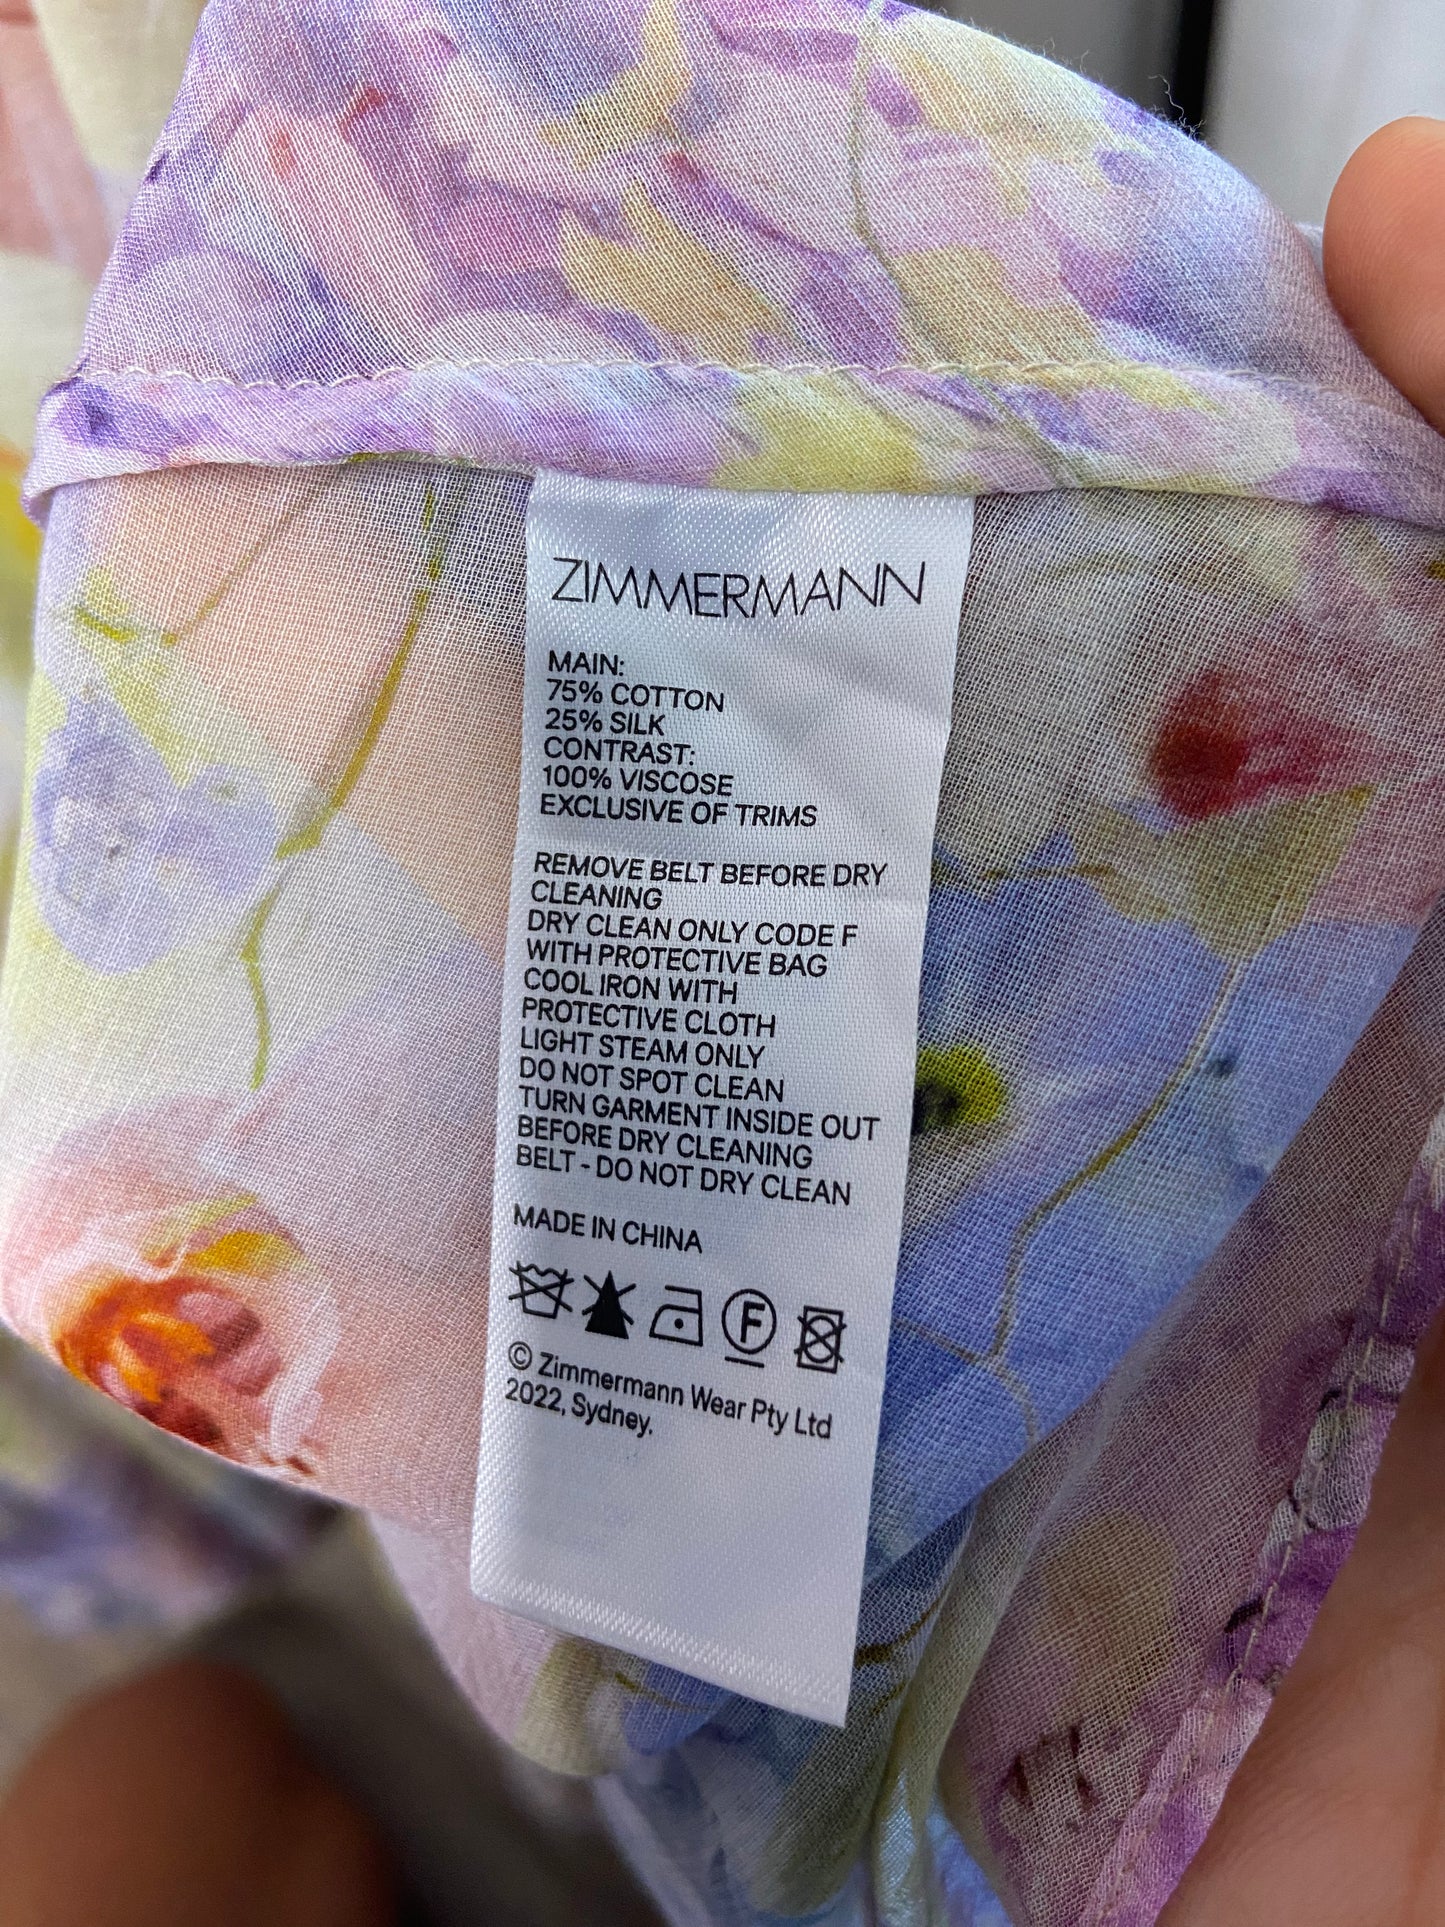 ZIMMERMANN
MAIN:
75% COTTON
25% SILK
CONTRAST:
100% VISCOSE
EXCLUSIVE OF TRIMS
REMOVE BELT BEFORE DRY
CLEANING
DRY CLEAN ONLY CODE F
WITH PROTECTIVE BAG
COOL IRON WITH
PROTECTIVE CLOTH
LIGHT STEAM ONLY
DO NOT SPOT CLEAN
TURN GARMENT INSIDE OUT
BEFORE DRY CLEANING
BELT - DO NOT DRY CLEAN
MADE IN CHINA
F
© Zimmermann Wear Pty Ltd
2022, Sydney.